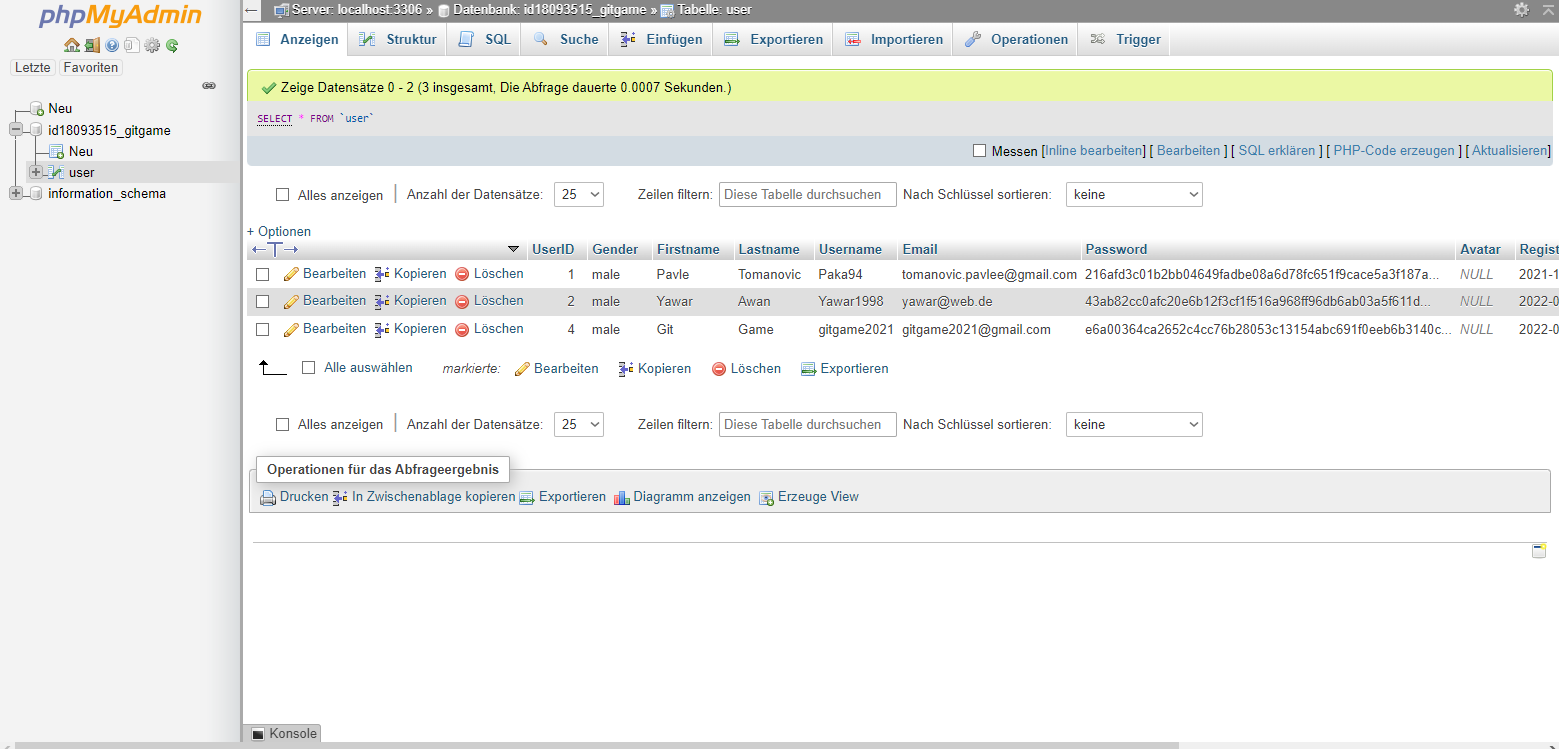 phpMyAdmin
Letzte Favoriten
Neu
id18093515_gitgame
Neu
user
information_schema
Server: localhost:3306 » Datenbank: id18093515_gitgame » Tabelle: user
Anzeigen Struktur SQL Suche Einfügen Exportieren Importieren Operationen Trigger
Zeige Datensätze 0 - 2 (3 insgesamt, Die Abfrage dauerte 0.0007 Sekunden.)
SELECT * FROM `user`
Messen [Inline bearbeiten] [ Bearbeiten ] [ SQL erklären ] [ PHP-Code erzeugen ] [ Aktualisieren]
Alles anzeigen | Anzahl der Datensätze: 25 Zeilen filtern: Diese Tabelle durchsuchen Nach Schlüssel sortieren: keine
+ Optionen
←T→ UserID Gender Firstname Lastname Username Email Password Avatar Regist
Bearbeiten Kopieren Löschen 1 male Pavle Tomanovic Paka94 tomanovic.pavlee@gmail.com 216afd3c01b2bb04649fadbe08a6d78fc651f9cace5a3f187a... NULL 2021-1
Bearbeiten Kopieren Löschen 2 male Yawar Awan Yawar1998 yawar@web.de 43ab82cc0afc20e6b12f3cf1f516a968ff96db6ab03a5f611d... NULL 2022-0
Bearbeiten Kopieren Löschen 4 male Git Game gitgame2021 gitgame2021@gmail.com e6a00364ca2652c4cc76b28053c13154abc691f0eeb6b3140c... NULL 2022-0
Alle auswählen markierte: Bearbeiten Kopieren Löschen Exportieren
Alles anzeigen | Anzahl der Datensätze: 25 Zeilen filtern: Diese Tabelle durchsuchen Nach Schlüssel sortieren: keine
Operationen für das Abfrageergebnis
Drucken In Zwischenablage kopieren Exportieren Diagramm anzeigen Erzeuge View
Konsole